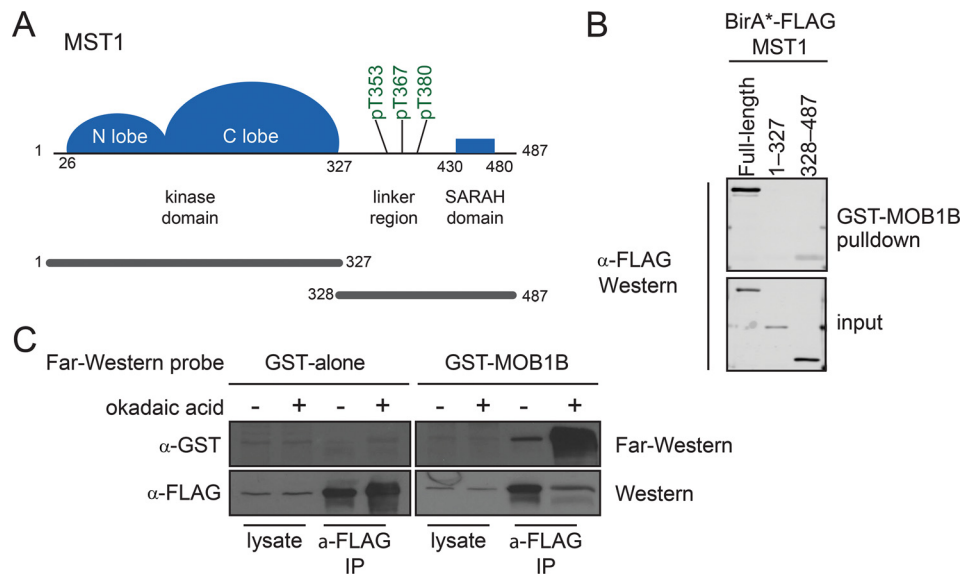 A
MST1
pT353
pT367
pT380
N lobe
C lobe
1
26
327
430
480
487
kinase
domain
linker
region
SARAH
domain
1
327
328
487
B
BirA*-FLAG
MST1
Full-length
1–327
328–487
α-FLAG
Western
GST-MOB1B
pulldown
input
C
Far-Western probe
GST-alone
GST-MOB1B
okadaic acid
- + - + - + - +
α-GST
Far-Western
α-FLAG
Western
lysate
a-FLAG
IP
lysate
a-FLAG
IP